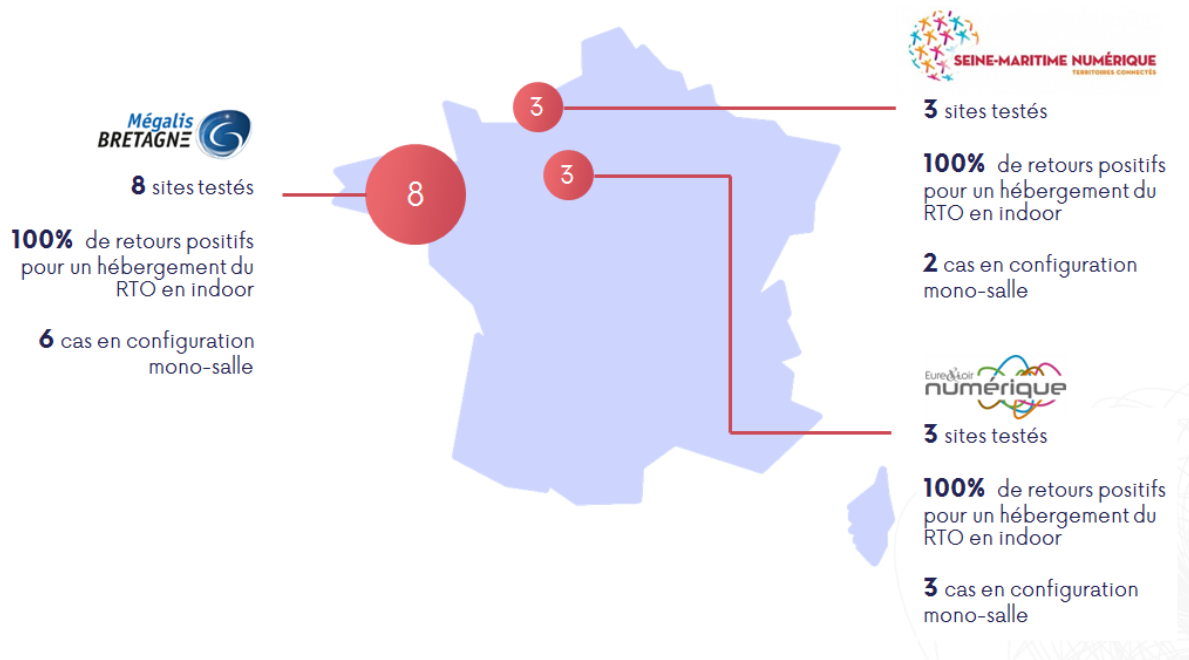 Mégalis
BRETAGNE
8 sites testés
100% de retours positifs
pour un hébergement du
RTO en indoor
6 cas en configuration
mono-salle
3
3
8
SEINE-MARITIME NUMÉRIQUE
TERRITOIRES CONNECTÉS
3 sites testés
100% de retours positifs
pour un hébergement du
RTO en indoor
2 cas en configuration
mono-salle
Eure&Loir
numérique
3 sites testés
100% de retours positifs
pour un hébergement du
RTO en indoor
3 cas en configuration
mono-salle